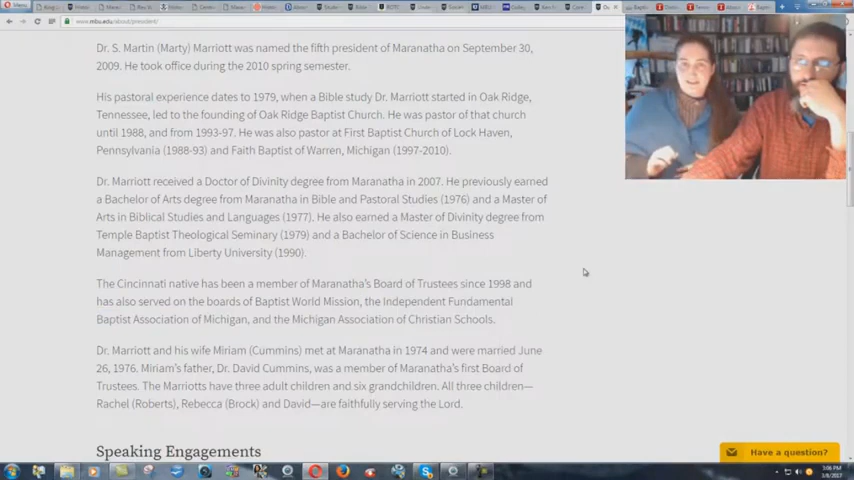 Menu
www.mbu.edu/about/president/
Dr. S. Martin (Marty) Marriott was named the fifth president of Maranatha on September 30,
2009. He took office during the 2010 spring semester.
His pastoral experience dates to 1979, when a Bible study Dr. Marriott started in Oak Ridge,
Tennessee, led to the founding of Oak Ridge Baptist Church. He was pastor of that church
until 1988, and from 1993-97. He was also pastor at First Baptist Church of Lock Haven,
Pennsylvania (1988-93) and Faith Baptist of Warren, Michigan (1997-2010).
Dr. Marriott received a Doctor of Divinity degree from Maranatha in 2007. He previously earned
a Bachelor of Arts degree from Maranatha in Bible and Pastoral Studies (1976) and a Master of
Arts in Biblical Studies and Languages (1977). He also earned a Master of Divinity degree from
Temple Baptist Theological Seminary (1979) and a Bachelor of Science in Business
Management from Liberty University (1990).
The Cincinnati native has been a member of Maranatha's Board of Trustees since 1998 and
has also served on the boards of Baptist World Mission, the Independent Fundamental
Baptist Association of Michigan, and the Michigan Association of Christian Schools.
Dr. Marriott and his wife Miriam (Cummins) met at Maranatha in 1974 and were married June
26, 1976. Miriam's father, Dr. David Cummins, was a member of Maranatha's first Board of
Trustees. The Marriotts have three adult children and six grandchildren. All three children—
Rachel (Roberts), Rebecca (Brock) and David—are faithfully serving the Lord.
Speaking Engagements
Have a question?
3:06 PM